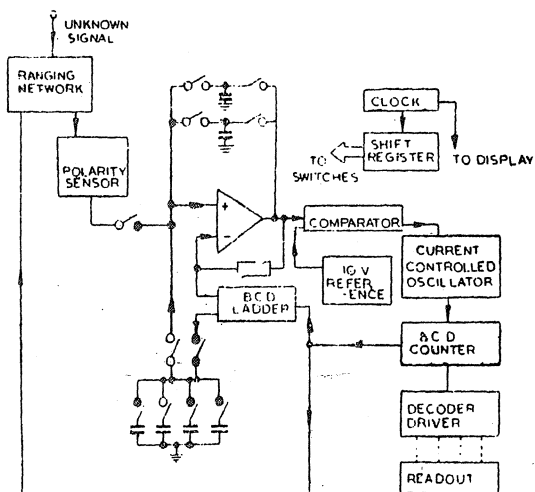 UNKNOWN
SIGNAL
RANGING
NETWORK
POLARITY
SENSOR
CLOCK
SHIFT
REGISTER
TO
SWITCHES
TO DISPLAY
+
−
COMPARATOR
CURRENT
CONTROLLED
OSCILLATOR
10 V
REFER
-ENCE
BCD
LADDER
BCD
COUNTER
DECODER
DRIVER
READOUT